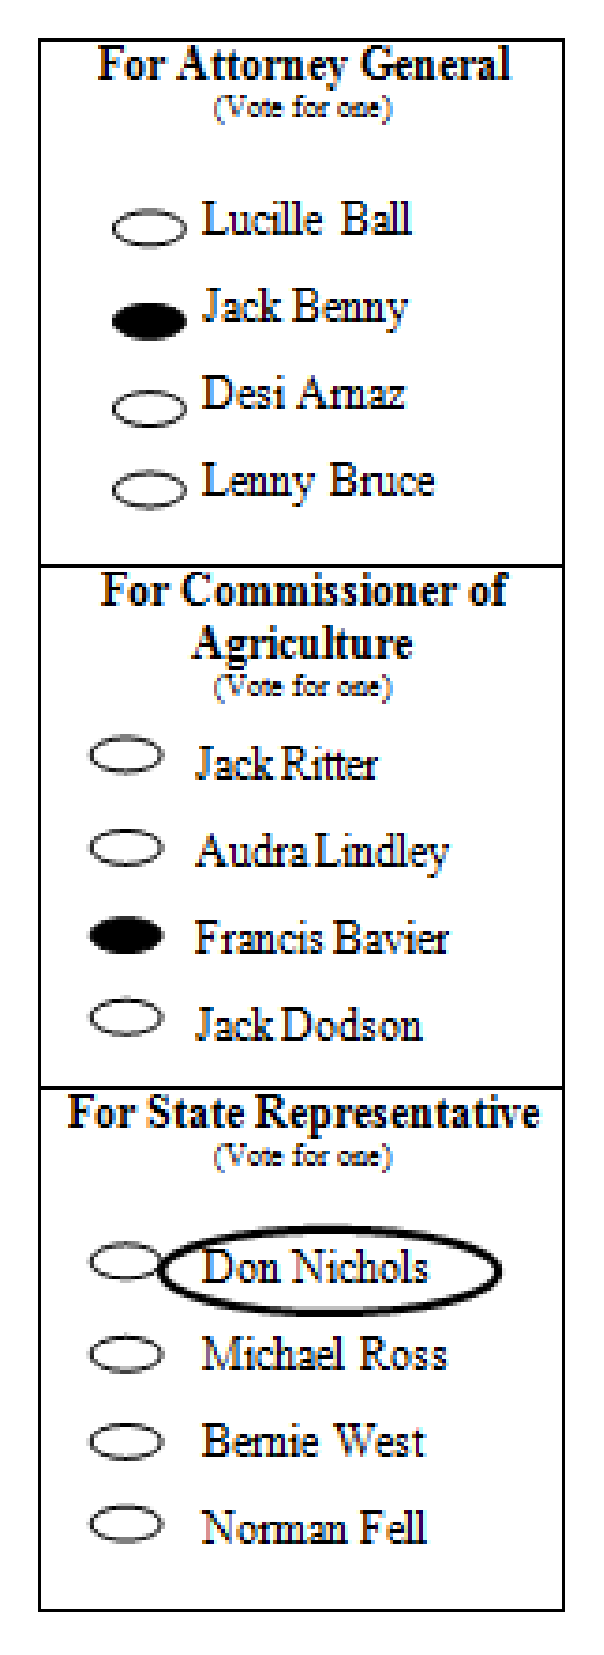 For Attorney General
(Vote for one)
Lucille Ball
Jack Benny
Desi Arnaz
Lenny Bruce
For Commissioner of
Agriculture
(Vote for one)
Jack Ritter
Audra Lindley
Francis Bavier
Jack Dodson
For State Representative
(Vote for one)
Don Nichols
Michael Ross
Bernie West
Norman Fell